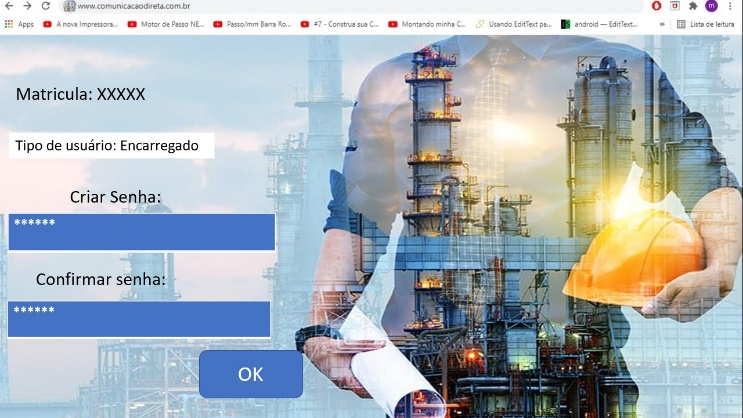 www.comunicacaodireta.com.br
Apps A nova Impressora... Motor de Passo NE... Passo/mm Barra Ro... #7 - Construa sua C... Montando minha C... Usando EditText pa... android — EditText... » Lista de leitura
Matricula: XXXXX
Tipo de usuário: Encarregado
Criar Senha:
******
Confirmar senha:
******
OK